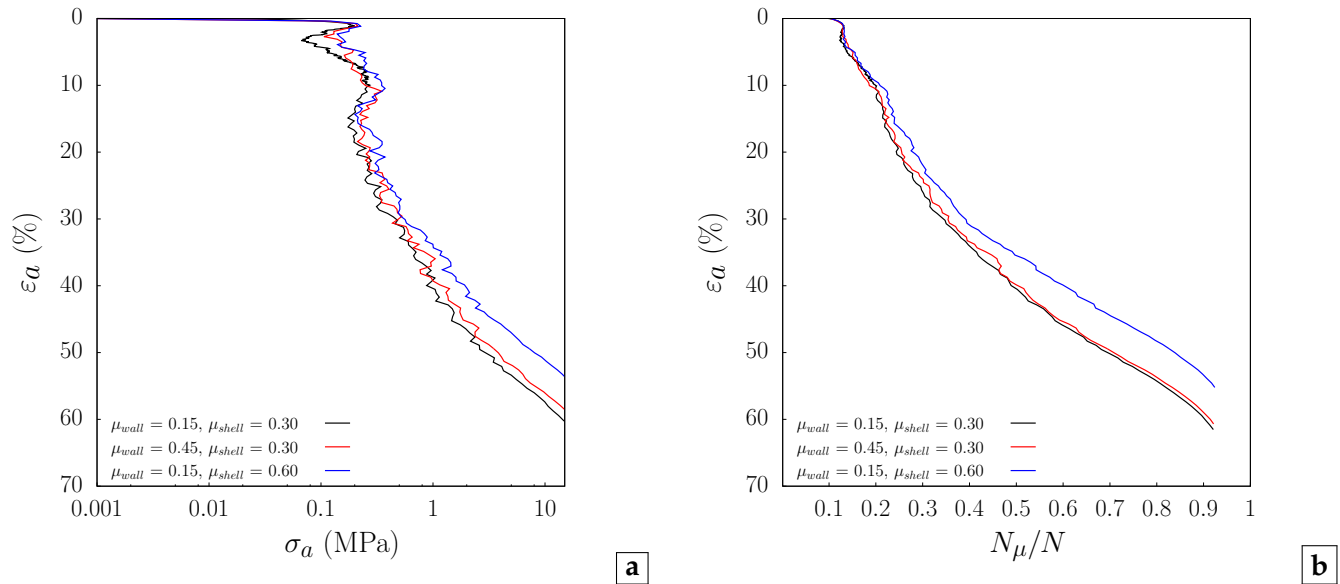 0
10
20
30
40
50
60
70
εa (%)
μwall = 0.15, μshell = 0.30
μwall = 0.45, μshell = 0.30
μwall = 0.15, μshell = 0.60
0.001 0.01 0.1 1 10
σa (MPa)
a
0
10
20
30
40
50
60
70
εa (%)
μwall = 0.15, μshell = 0.30
μwall = 0.45, μshell = 0.30
μwall = 0.15, μshell = 0.60
0.1 0.2 0.3 0.4 0.5 0.6 0.7 0.8 0.9 1
Nμ/N
b